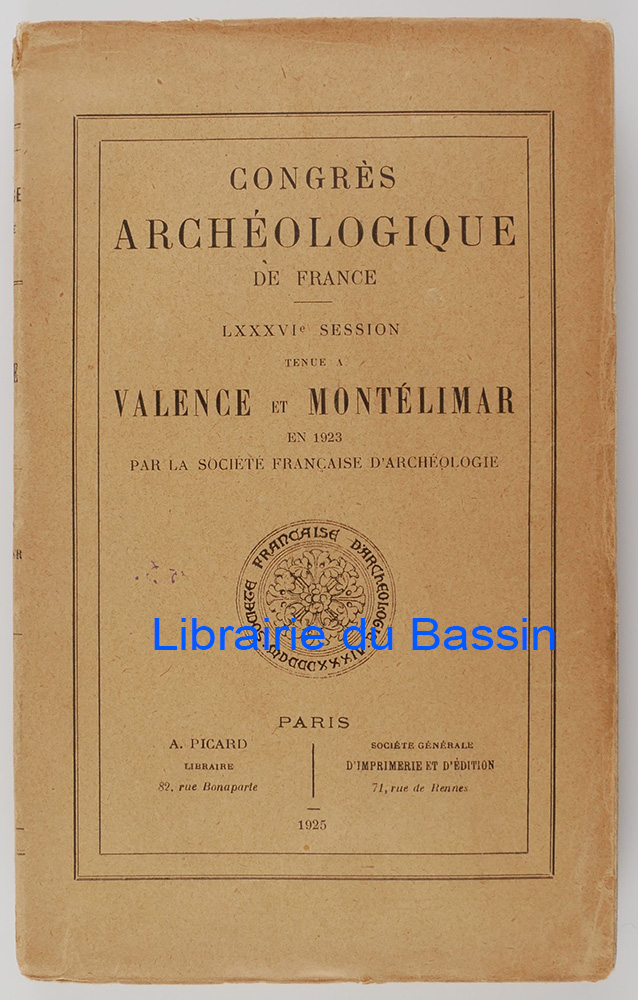 CONGRÈS
ARCHÉOLOGIQUE
DE FRANCE
LXXXVIe SESSION
TENUE A
VALENCE ET MONTÉLIMAR
EN 1923
PAR LA SOCIÉTÉ FRANÇAISE D'ARCHÉOLOGIE
SOCIETE FRANCAISE D'ARCHEOLOGIE
MDCCCXXXIV
Librairie du Bassin
PARIS
A. PICARD
LIBRAIRE
82, rue Bonaparte
SOCIÉTÉ GÉNÉRALE
D'IMPRIMERIE ET D'ÉDITION
71, rue de Rennes
1925